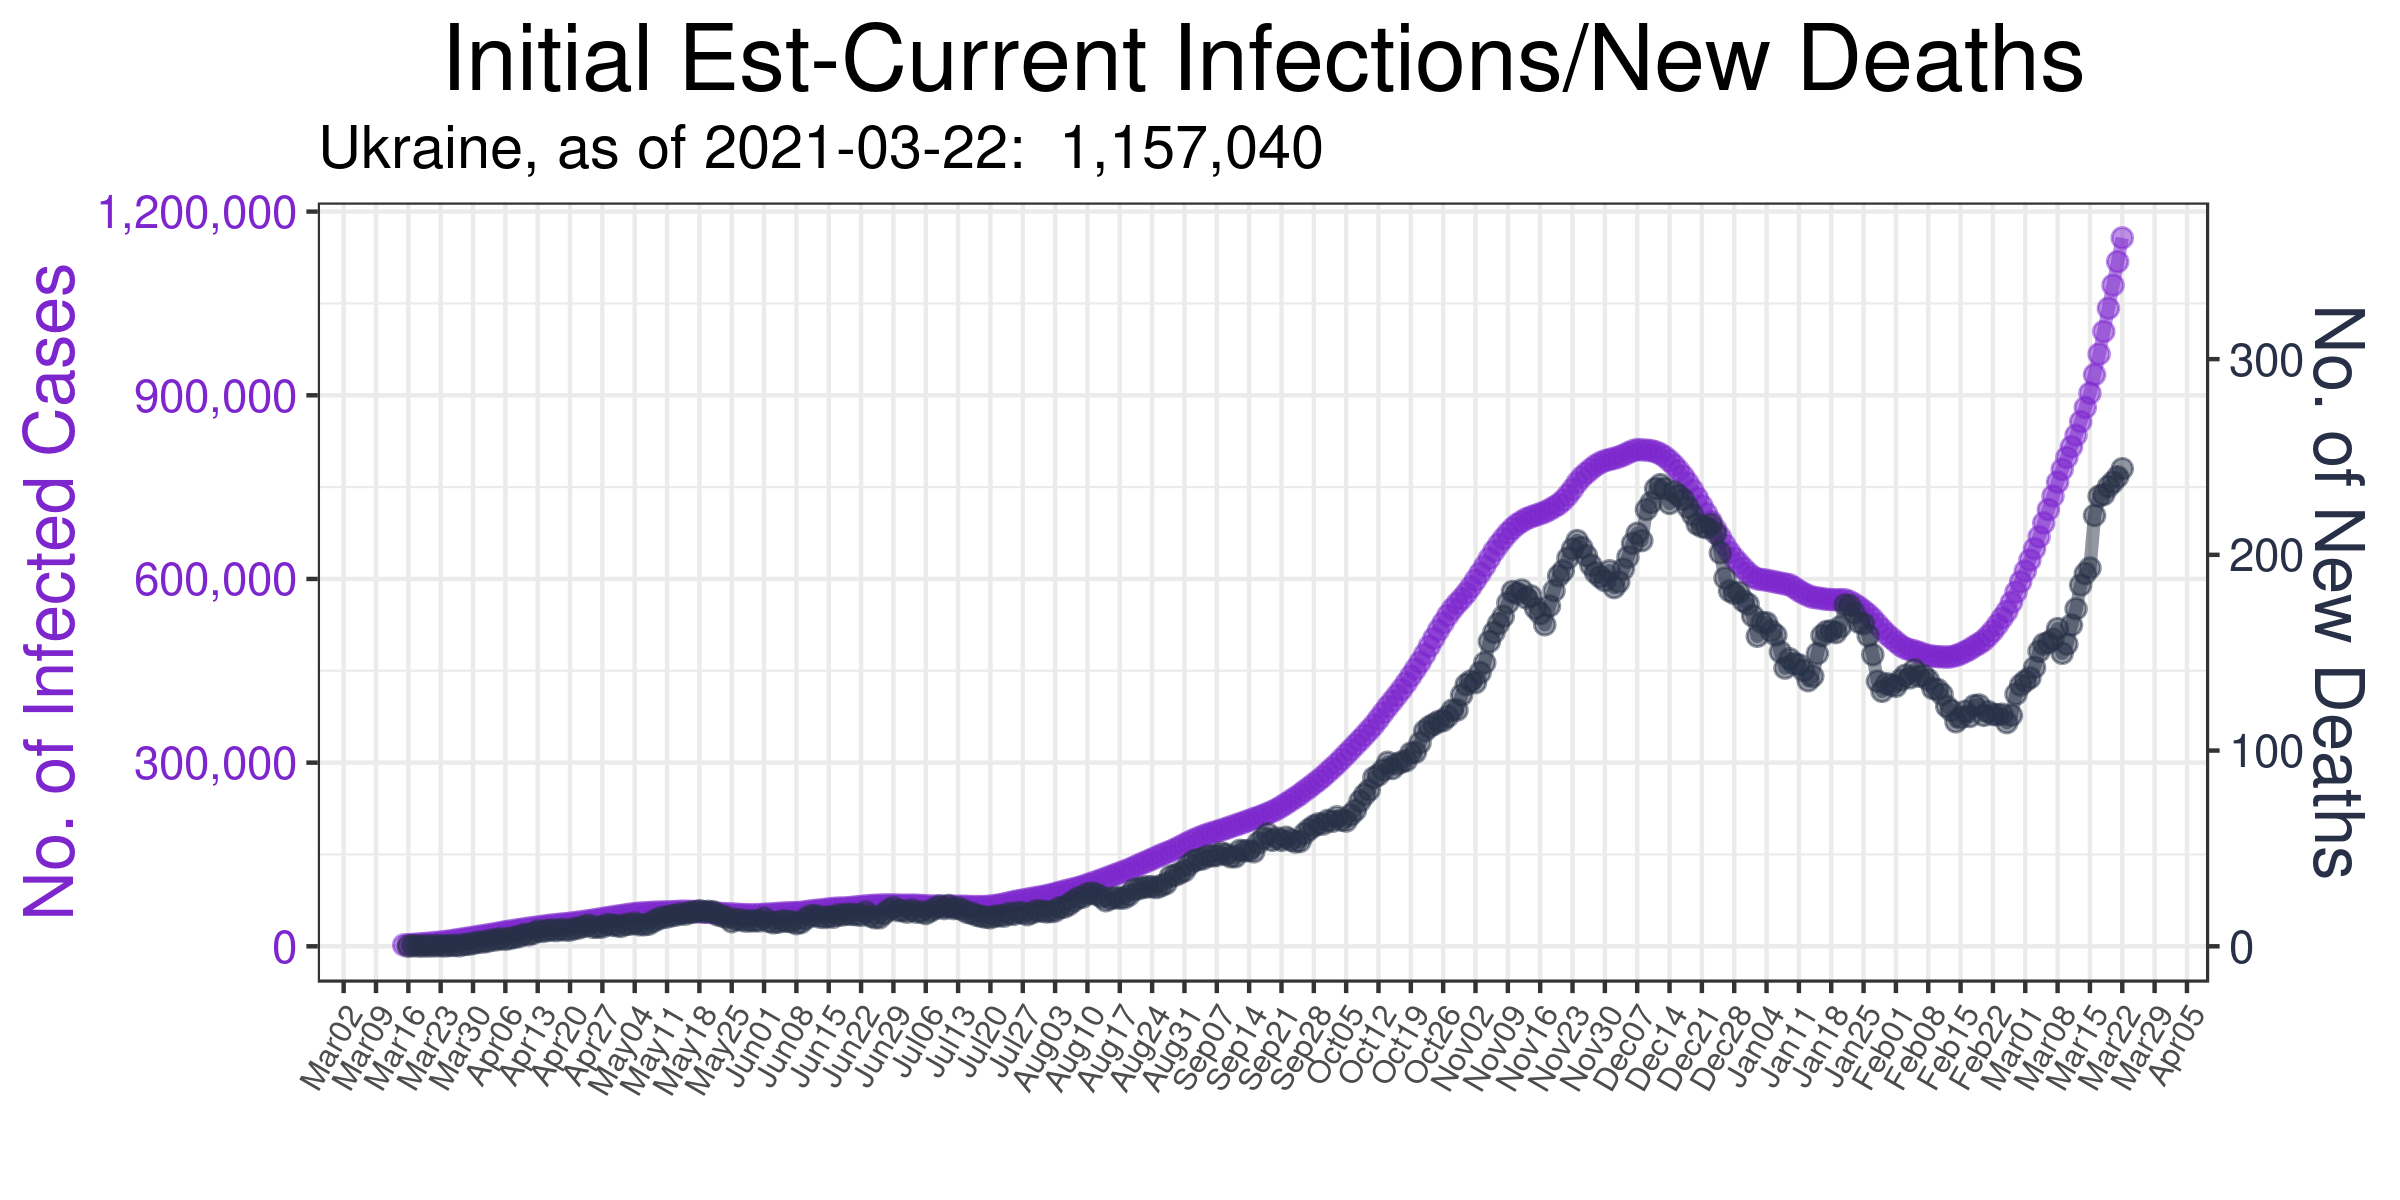 Initial Est-Current Infections/New Deaths
Ukraine, as of 2021-03-22:  1,157,040
No. of Infected Cases
1,200,000
900,000
600,000
300,000
0
No. of New Deaths
300
200
100
0
Mar02
Mar09
Mar16
Mar23
Mar30
Apr06
Apr13
Apr20
Apr27
May04
May11
May18
May25
Jun01
Jun08
Jun15
Jun22
Jun29
Jul06
Jul13
Jul20
Jul27
Aug03
Aug10
Aug17
Aug24
Aug31
Sep07
Sep14
Sep21
Sep28
Oct05
Oct12
Oct19
Oct26
Nov02
Nov09
Nov16
Nov23
Nov30
Dec07
Dec14
Dec21
Dec28
Jan04
Jan11
Jan18
Jan25
Feb01
Feb08
Feb15
Feb22
Mar01
Mar08
Mar15
Mar22
Mar29
Apr05